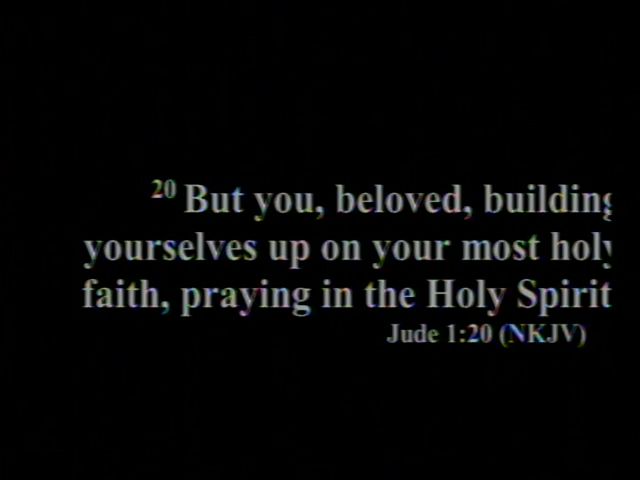 20 But you, beloved, building
yourselves up on your most holy
faith, praying in the Holy Spirit
Jude 1:20 (NKJV)